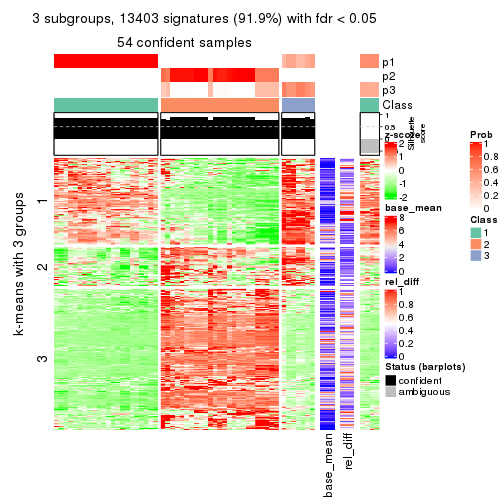 3 subgroups, 13403 signatures (91.9%) with fdr < 0.05
54 confident samples
p1
p2
p3
Class
1
0.5
0
Silhouette
score
k-means with 3 groups
1
2
3
base_mean
rel_diff
z-score
2
1
0
-1
-2
base_mean
8
6
4
2
0
rel_diff
1
0.8
0.6
0.4
0.2
0
Status (barplots)
confident
ambiguous
Prob
1
0.8
0.6
0.4
0.2
0
Class
1
2
3